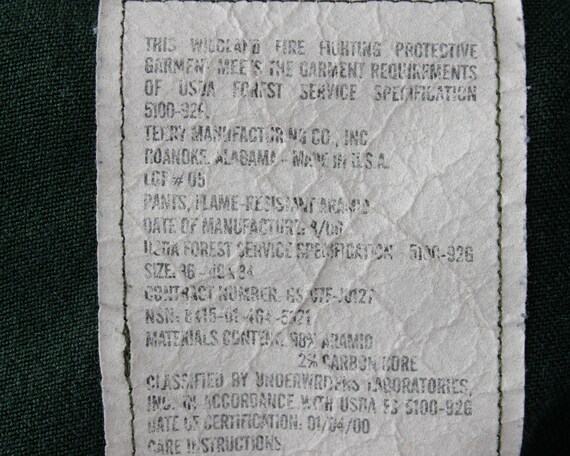 THIS WILDLAND FIRE FIGHTING PROTECTIVE
GARMENT MEETS THE GARMENT REQUIREMENTS
OF USDA FOREST SERVICE SPECIFICATION
5100-92G.
TERRY MANUFACTURING CO., INC
ROANOKE, ALABAMA - MADE IN U.S.A.
LOT # 05
PANTS, FLAME-RESISTANT ARAMID
DATE OF MANUFACTURE:
USDA FOREST SERVICE SPECIFICATION 5100-92G
SIZE:
CONTRACT NUMBER:
NSN:
MATERIALS CONTENT: 98% ARAMID
2% CARBON CORE
CLASSIFIED BY UNDERWRITERS LABORATORIES,
INC. IN ACCORDANCE WITH USDA FS 5100-92G
DATE OF CERTIFICATION: 01/04/00
CARE INSTRUCTIONS